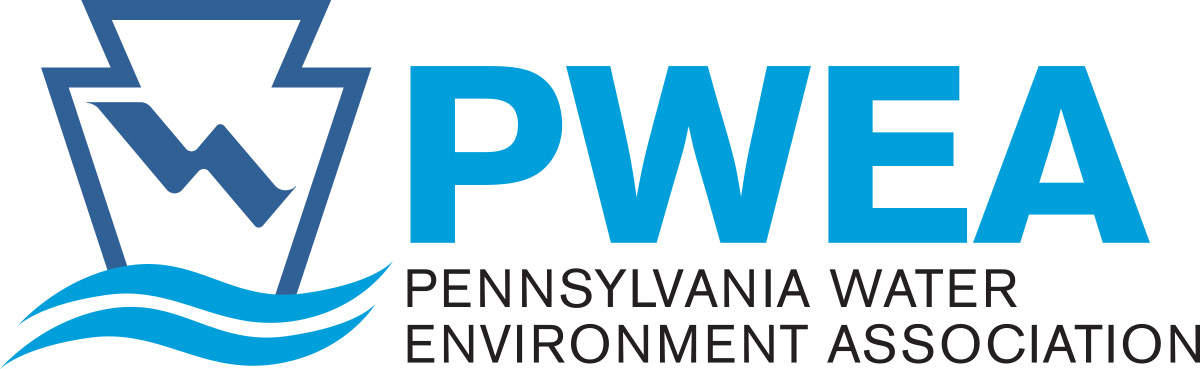 PWEA
PENNSYLVANIA WATER
ENVIRONMENT ASSOCIATION